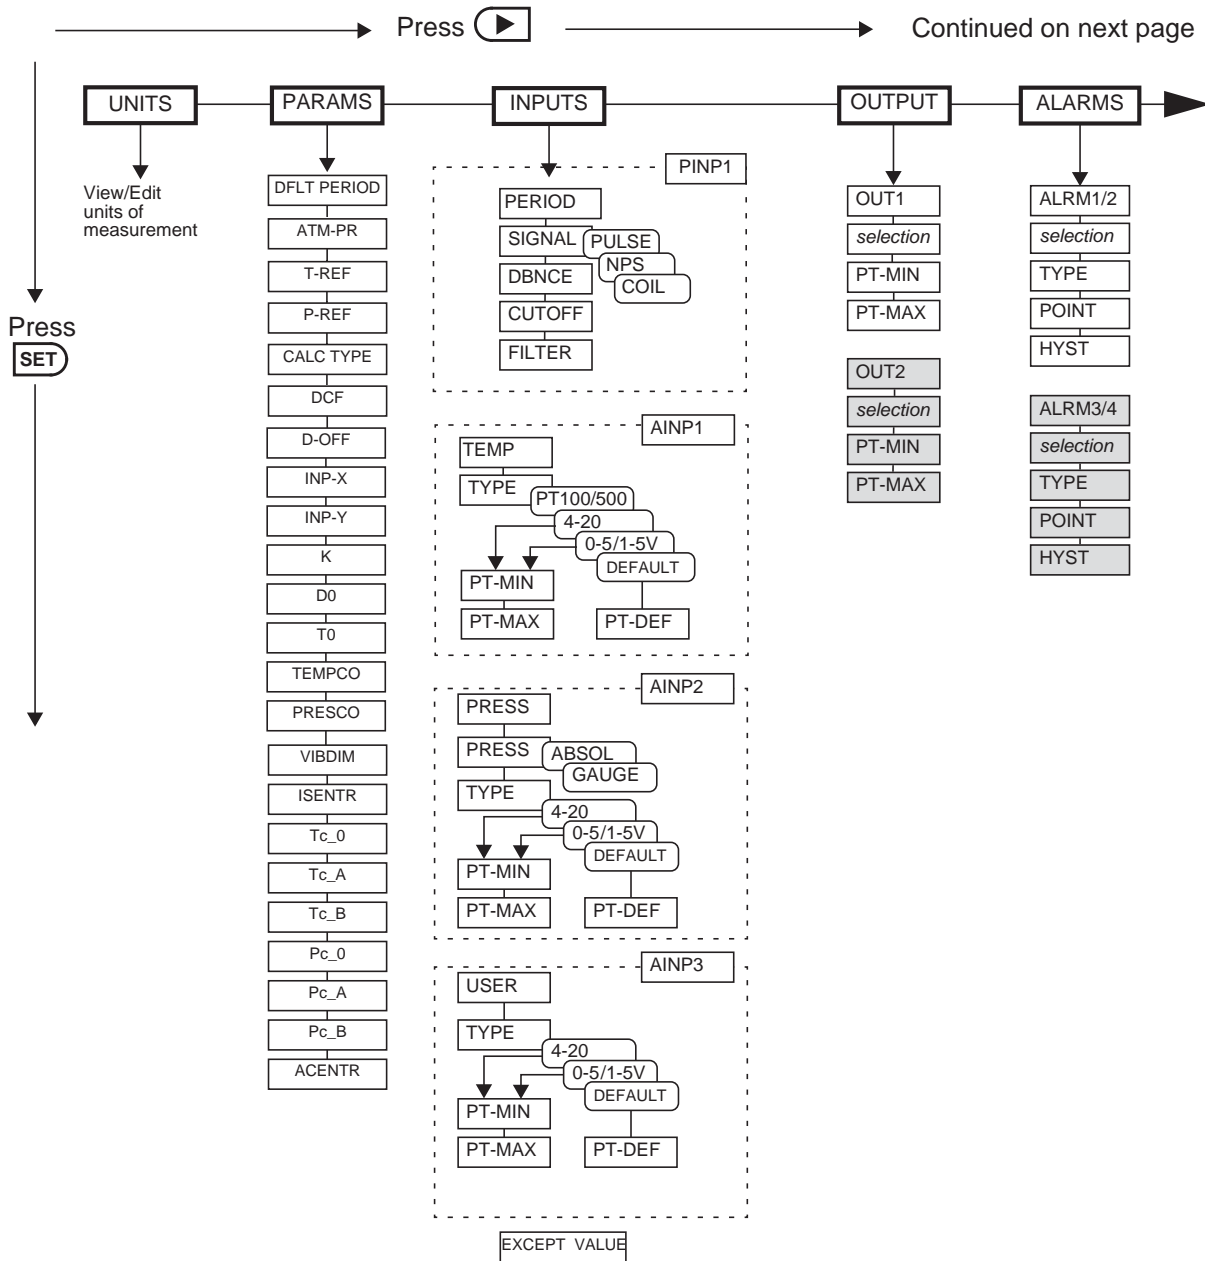 Press
Continued on next page
Press
SET
UNITS
View/Edit
units of
measurement
PARAMS
DFLT PERIOD
ATM-PR
T-REF
P-REF
CALC TYPE
DCF
D-OFF
INP-X
INP-Y
K
D0
T0
TEMPCO
PRESCO
VIBDIM
ISENTR
Tc_0
Tc_A
Tc_B
Pc_0
Pc_A
Pc_B
ACENTR
INPUTS
PINP1
PERIOD
SIGNAL
PULSE
NPS
COIL
DBNCE
CUTOFF
FILTER
AINP1
TEMP
TYPE
PT100/500
4-20
0-5/1-5V
DEFAULT
PT-MIN
PT-MAX
PT-DEF
AINP2
PRESS
PRESS
ABSOL
GAUGE
TYPE
4-20
0-5/1-5V
DEFAULT
PT-MIN
PT-MAX
PT-DEF
AINP3
USER
TYPE
4-20
0-5/1-5V
DEFAULT
PT-MIN
PT-MAX
PT-DEF
EXCEPT VALUE
OUTPUT
OUT1
selection
PT-MIN
PT-MAX
OUT2
selection
PT-MIN
PT-MAX
ALARMS
ALRM1/2
selection
TYPE
POINT
HYST
ALRM3/4
selection
TYPE
POINT
HYST